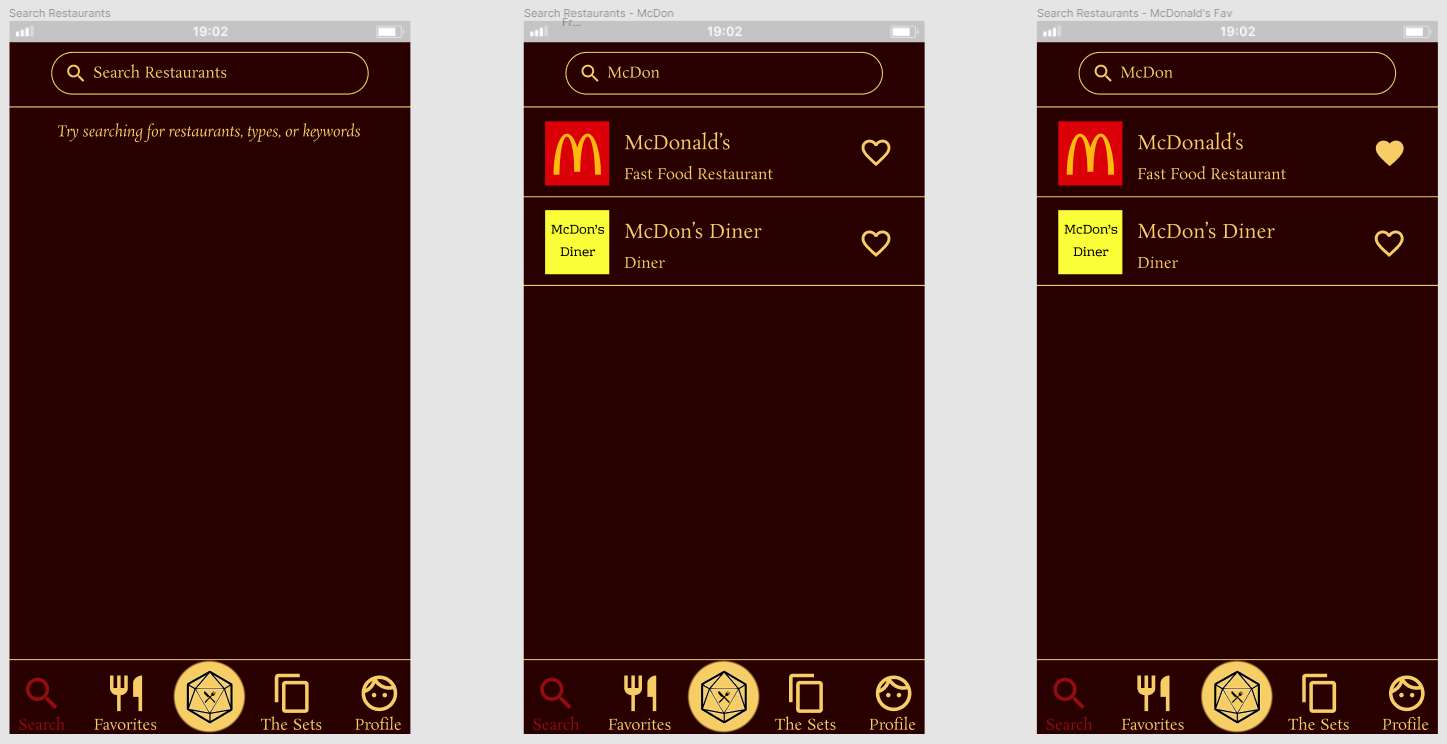 Search Restaurants
19:02
Search Restaurants
Try searching for restaurants, types, or keywords
Search
Favorites
The Sets
Profile
Search Restaurants - McDon
Fr...
19:02
McDon
McDonald's
Fast Food Restaurant
McDon's
Diner
McDon's Diner
Diner
Search
Favorites
The Sets
Profile
Search Restaurants - McDonald's Fav
19:02
McDon
McDonald's
Fast Food Restaurant
McDon's
Diner
McDon's Diner
Diner
Search
Favorites
The Sets
Profile